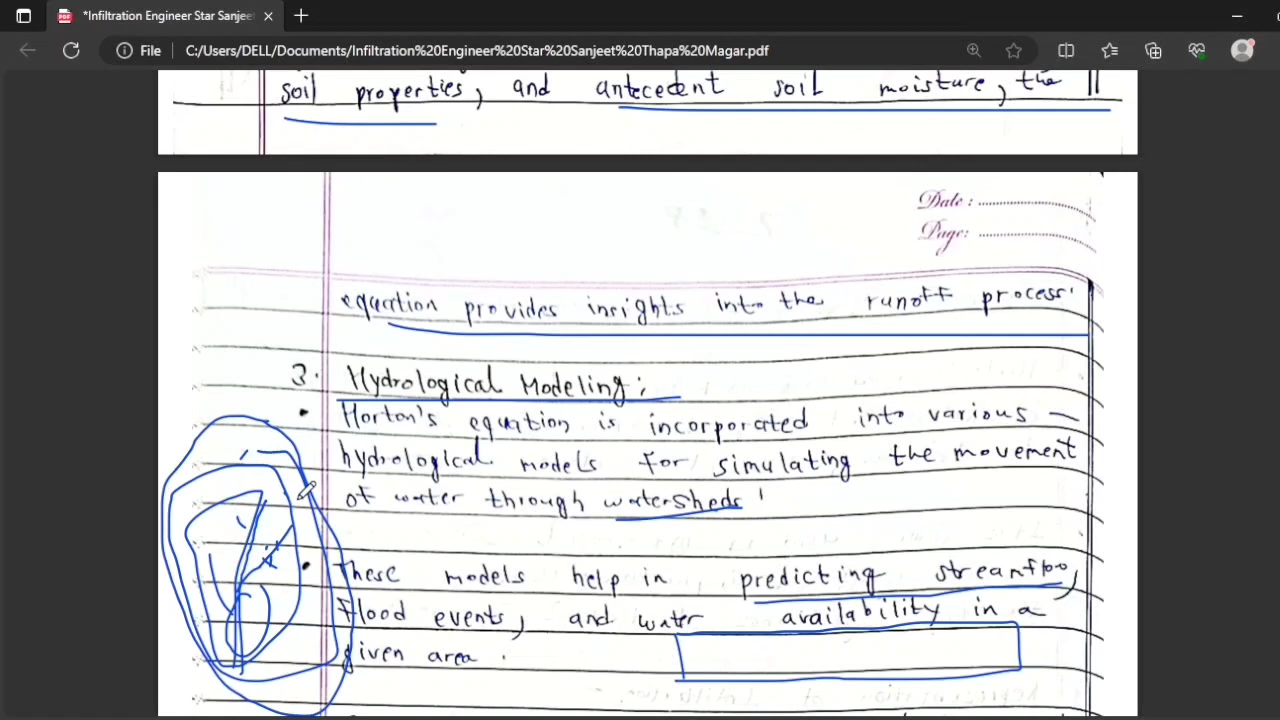 *Infiltration Engineer Star Sanjee
File
C:/Users/DELL/Documents/Infiltration%20Engineer%20Star%20Sanjeet%20Thapa%20Magar.pdf
soil properties, and antecedent soil moisture, the
Date :
Page:
equation provides insights into the runoff process.
3. Hydrological Modeling:
• Horton's equation is incorporated into various
hydrological models for simulating the movement
of water through watersheds.
• These models help in predicting streamflow,
flood events, and water availability in a
given area.